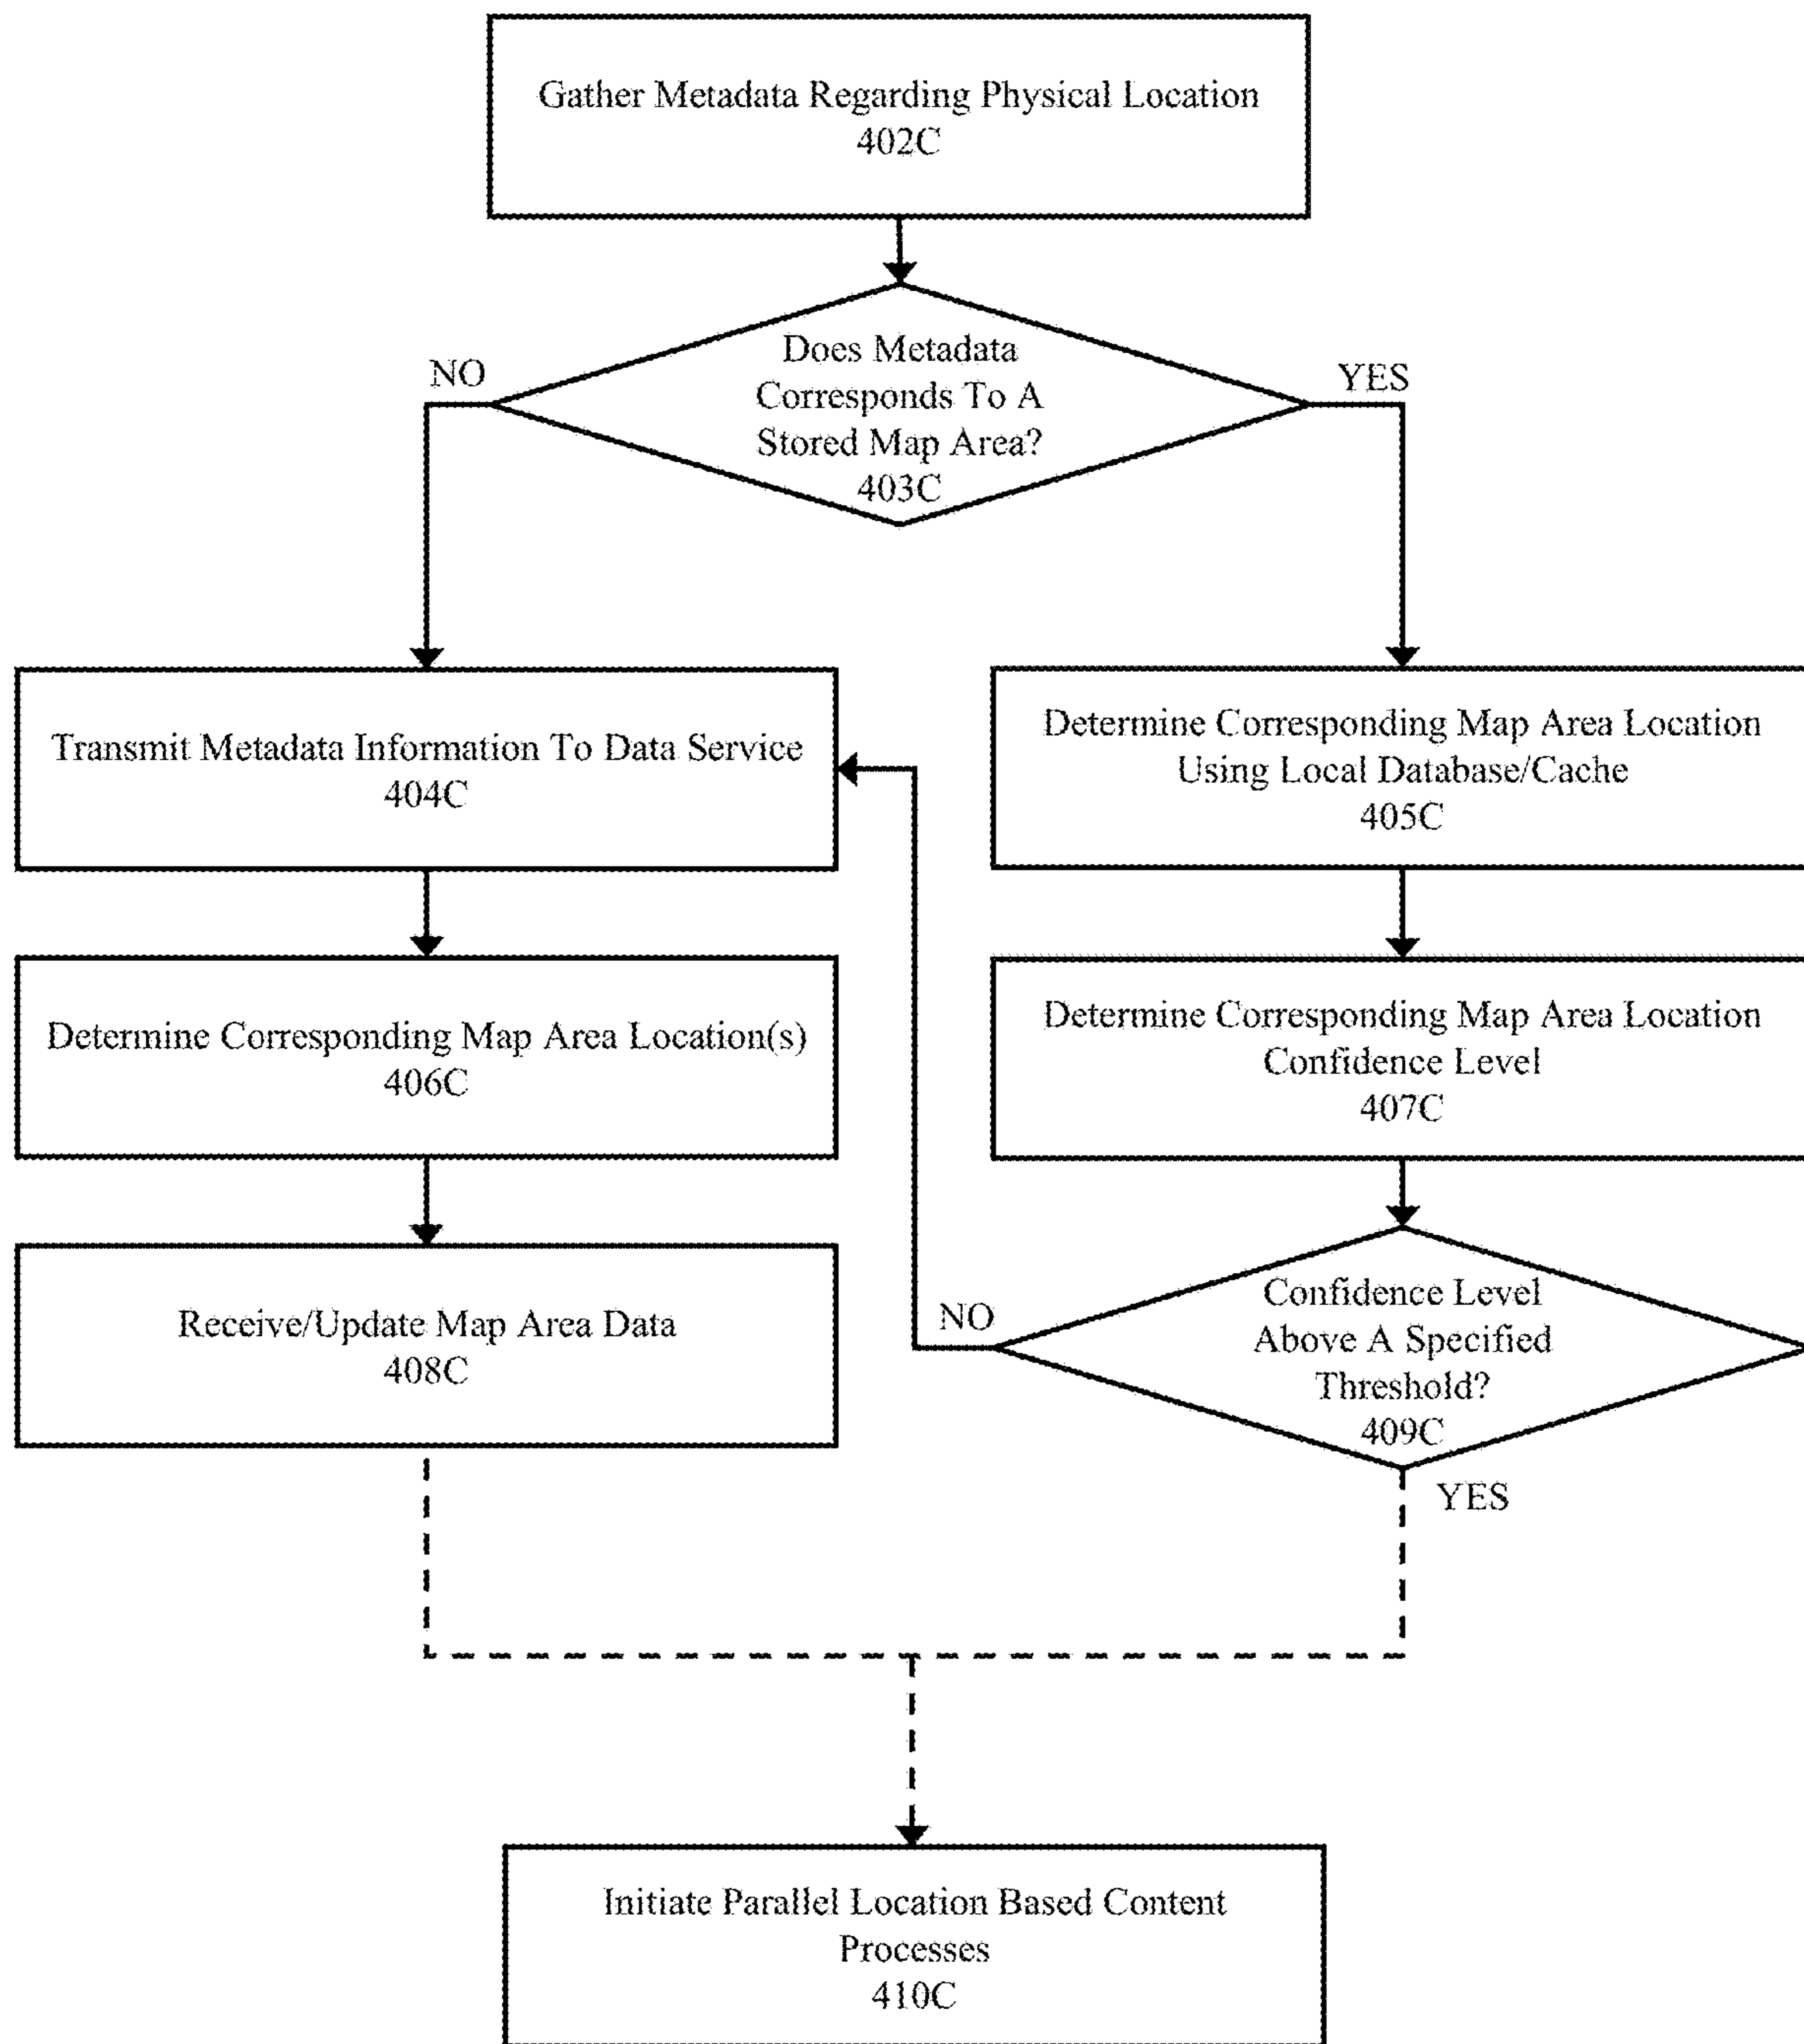 Gather Metadata Regarding Physical Location
402C
Does Metadata
Corresponds To A
Stored Map Area?
403C
NO
YES
Transmit Metadata Information To Data Service
404C
Determine Corresponding Map Area Location
Using Local Database/Cache
405C
Determine Corresponding Map Area Location(s)
406C
Determine Corresponding Map Area Location
Confidence Level
407C
Receive/Update Map Area Data
408C
NO
Confidence Level
Above A Specified
Threshold?
409C
YES
Initiate Parallel Location Based Content
Processes
410C